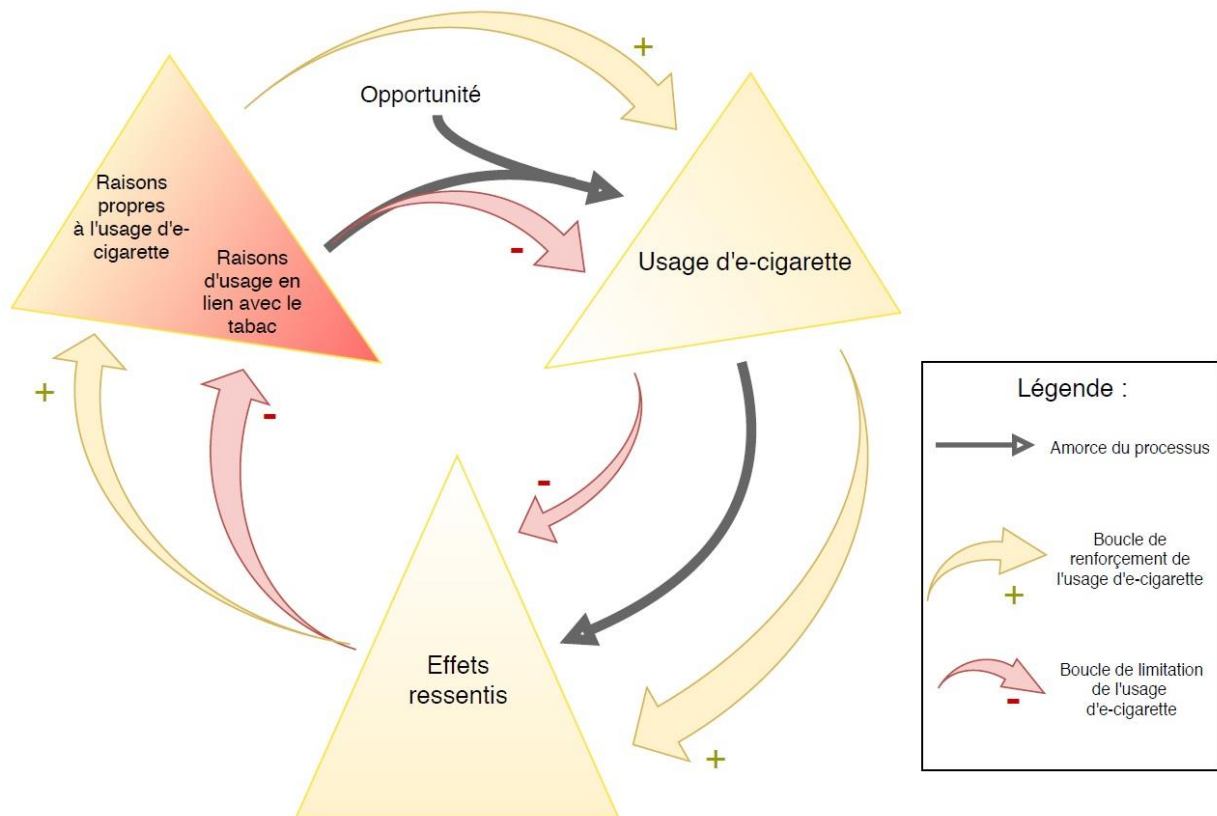 +
Opportunité
Raisons
propres
à l'usage d'e-
cigarette
Raisons
d'usage en
lien avec le
tabac
-
Usage d'e-cigarette
+
-
-
Effets
ressentis
+
Légende :
Amorce du processus
Boucle de
renforçement de
l'usage d'e-cigarette
+
Boucle de limitation
de l'usage
d'e-cigarette
-